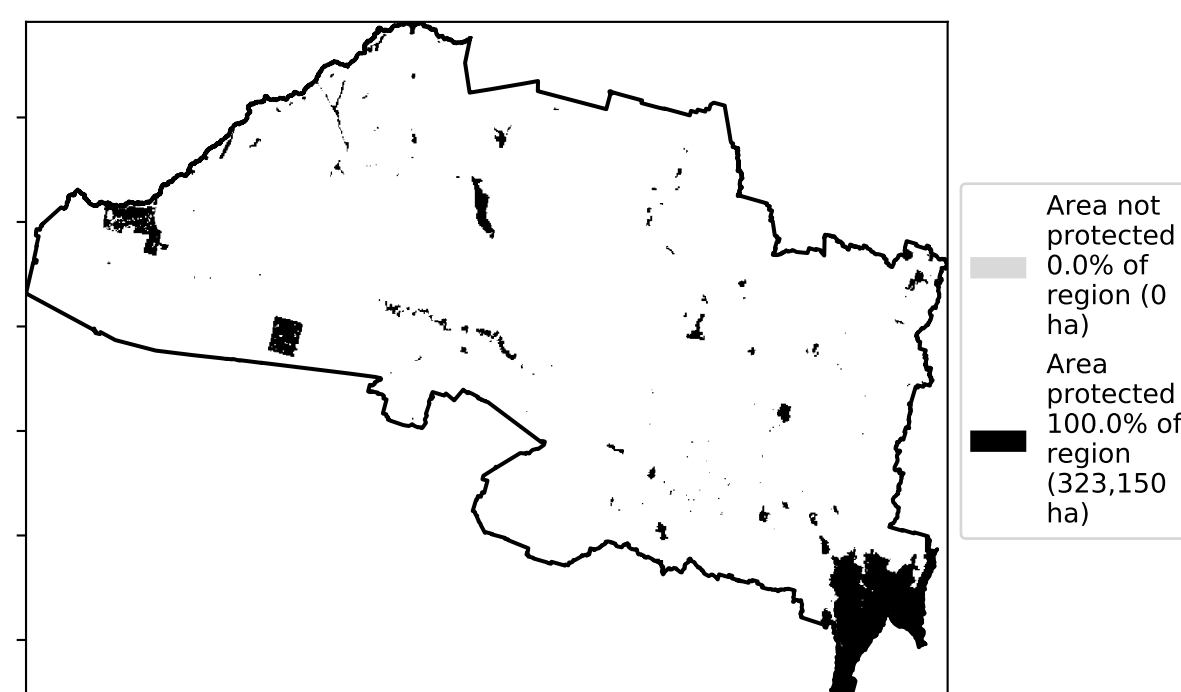 Area not
protected
0.0% of
region (0
ha)
Area
protected
100.0% of
region
(323,150
ha)